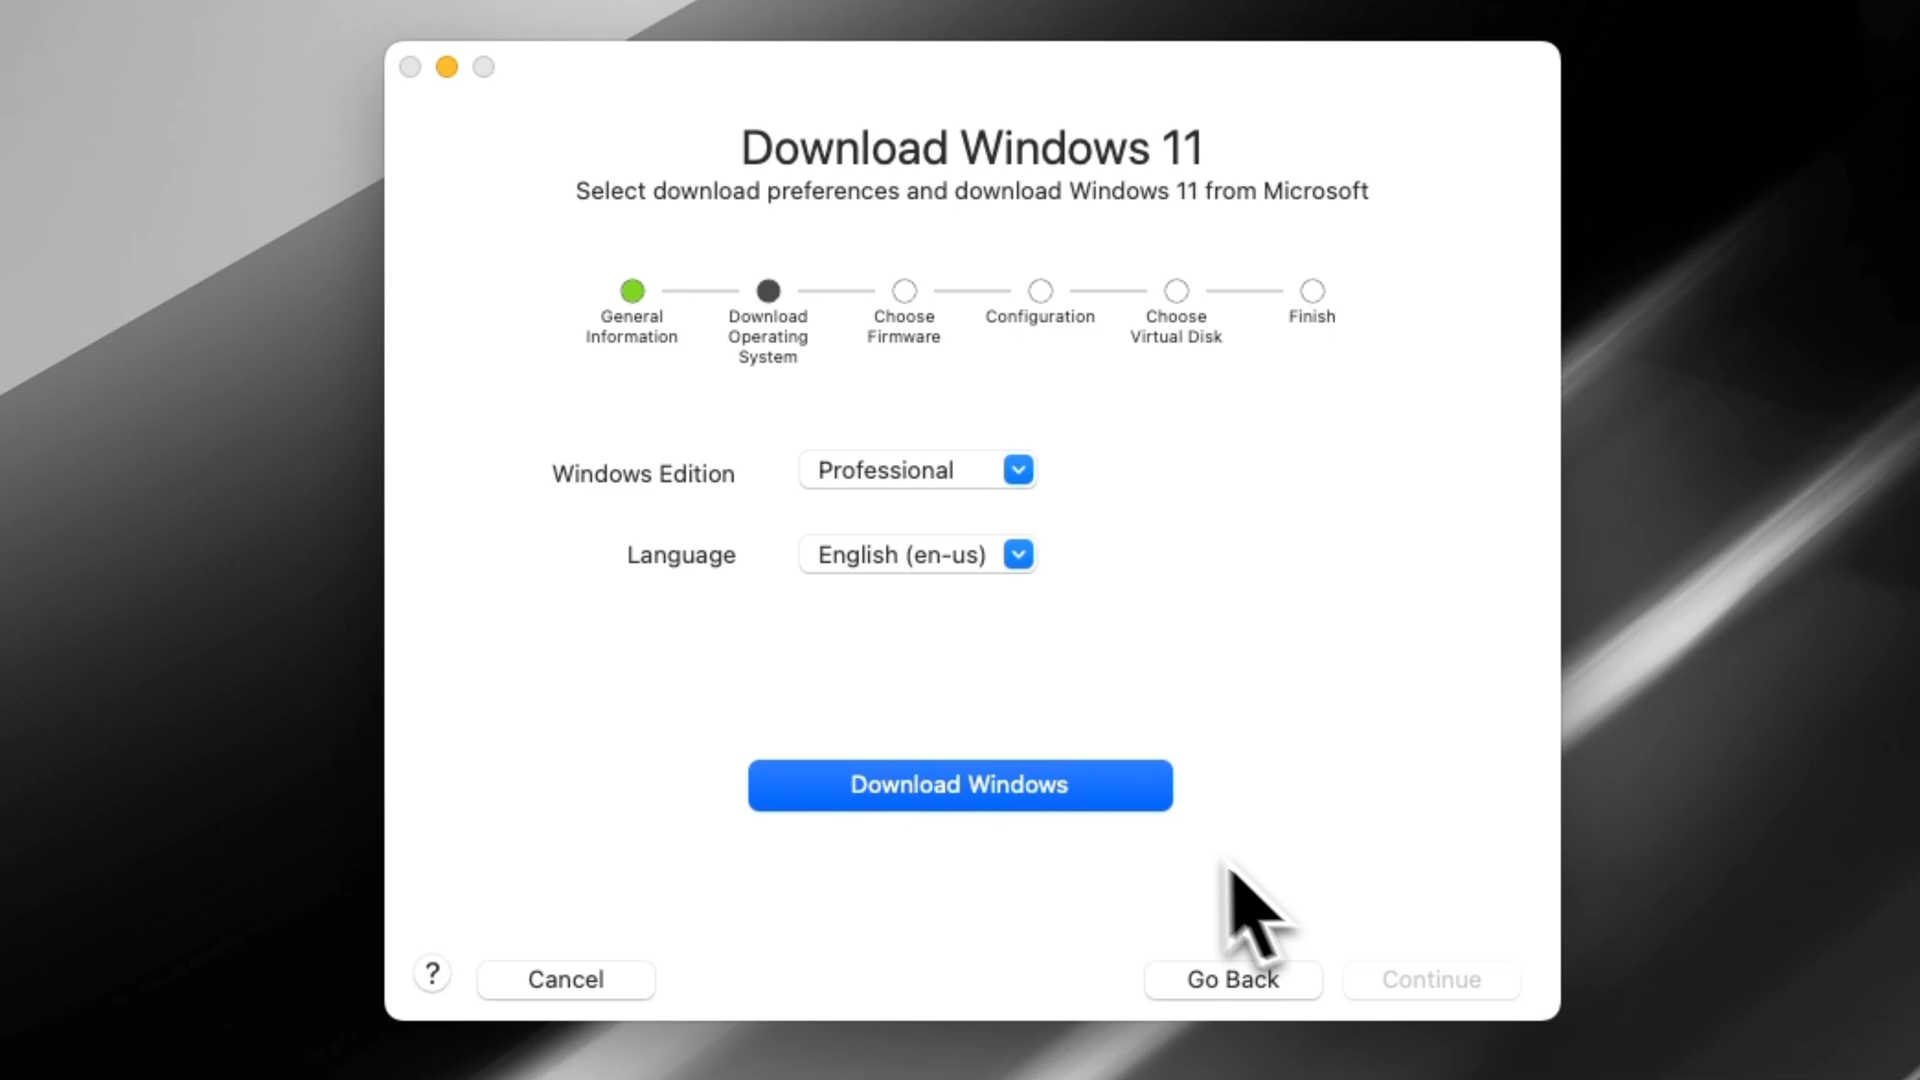 Download Windows 11
Select download preferences and download Windows 11 from Microsoft
General
Information
Download
Operating
System
Choose
Firmware
Configuration
Choose
Virtual Disk
Finish
Windows Edition
Professional
Language
English (en-us)
Download Windows
?
Cancel
Go Back
Continue